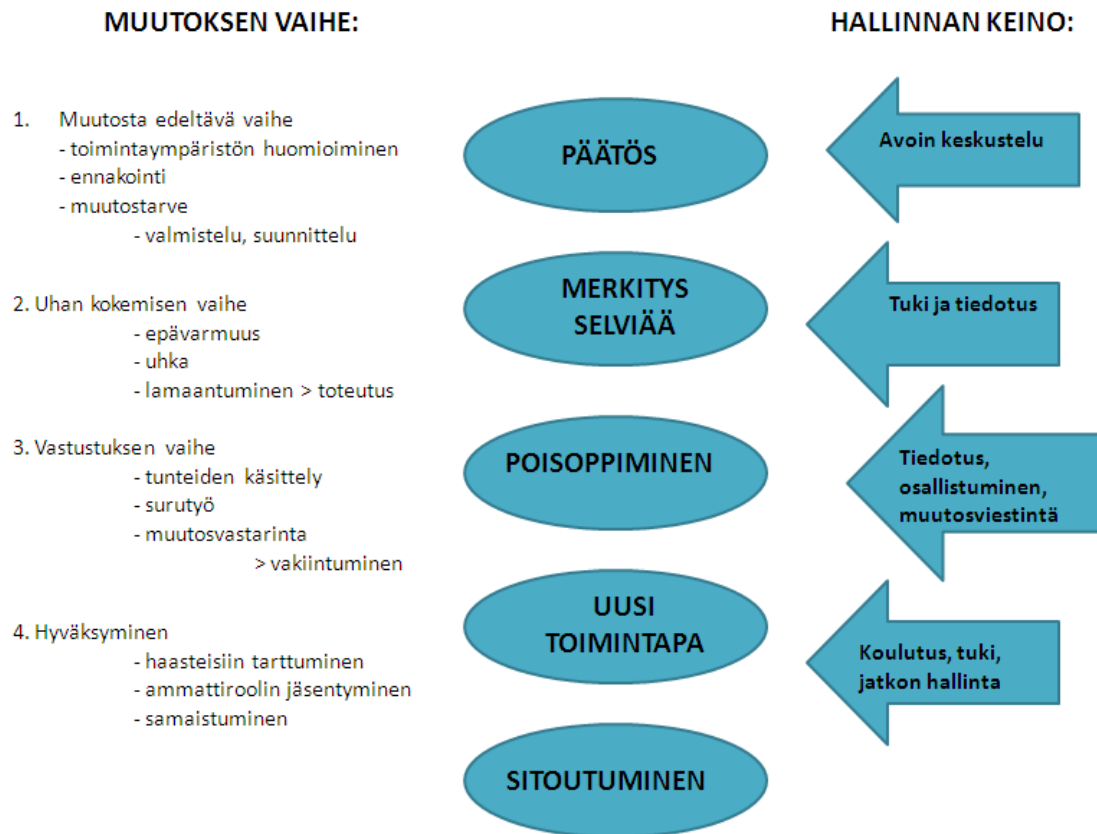 MUUTOKSEN VAIHE:
HALLINNAN KEINO:
1. Muutosta edeltävä vaihe
- toimintaympäristön huomioiminen
- ennakointi
- muutostarve
- valmistelu, suunnittelu
PÄÄTÖS
Avoin keskustelu
2. Uhan kokemisen vaihe
- epävarmuus
- uhka
- lamaantuminen > toteutus
MERKITYS
SELVIÄÄ
Tuki ja tiedotus
3. Vastustuksen vaihe
- tunteiden käsittely
- surutyö
- muutosvastarinta
> vakiintuminen
POISOPPIMINEN
Tiedotus,
osallistuminen,
muutosviestintä
4. Hyväksyminen
- haasteisiin tarttuminen
- ammattiroolin jäsentyminen
- samaistuminen
UUSI
TOIMINTAPA
Koulutus, tuki,
jatkon hallinta
SITOUTUMINEN